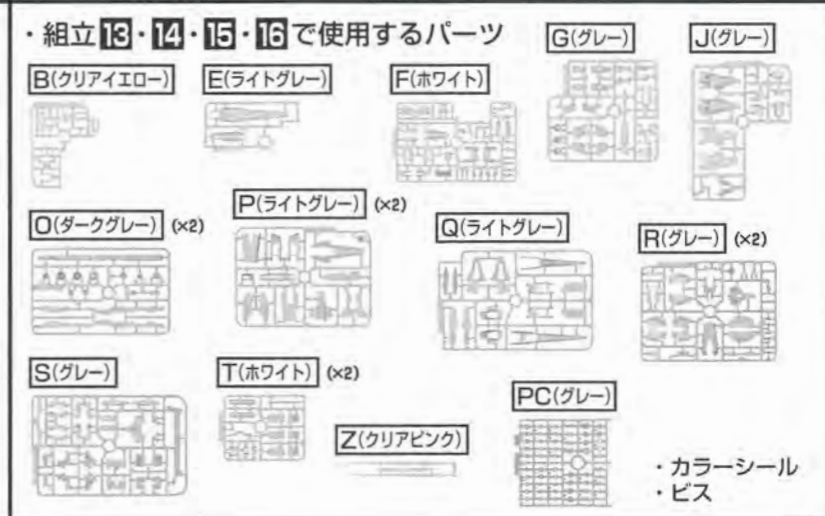 ・組立13・14・15・16で使用するパーツ
G(グレー)
J(グレー)
B(クリアイエロー)
E(ライトグレー)
F(ホワイト)
O(ダークグレー) (×2)
P(ライトグレー) (×2)
Q(ライトグレー)
R(グレー) (×2)
S(グレー)
T(ホワイト) (×2)
Z(クリアピンク)
PC(グレー)
・カラーシール
・ビス